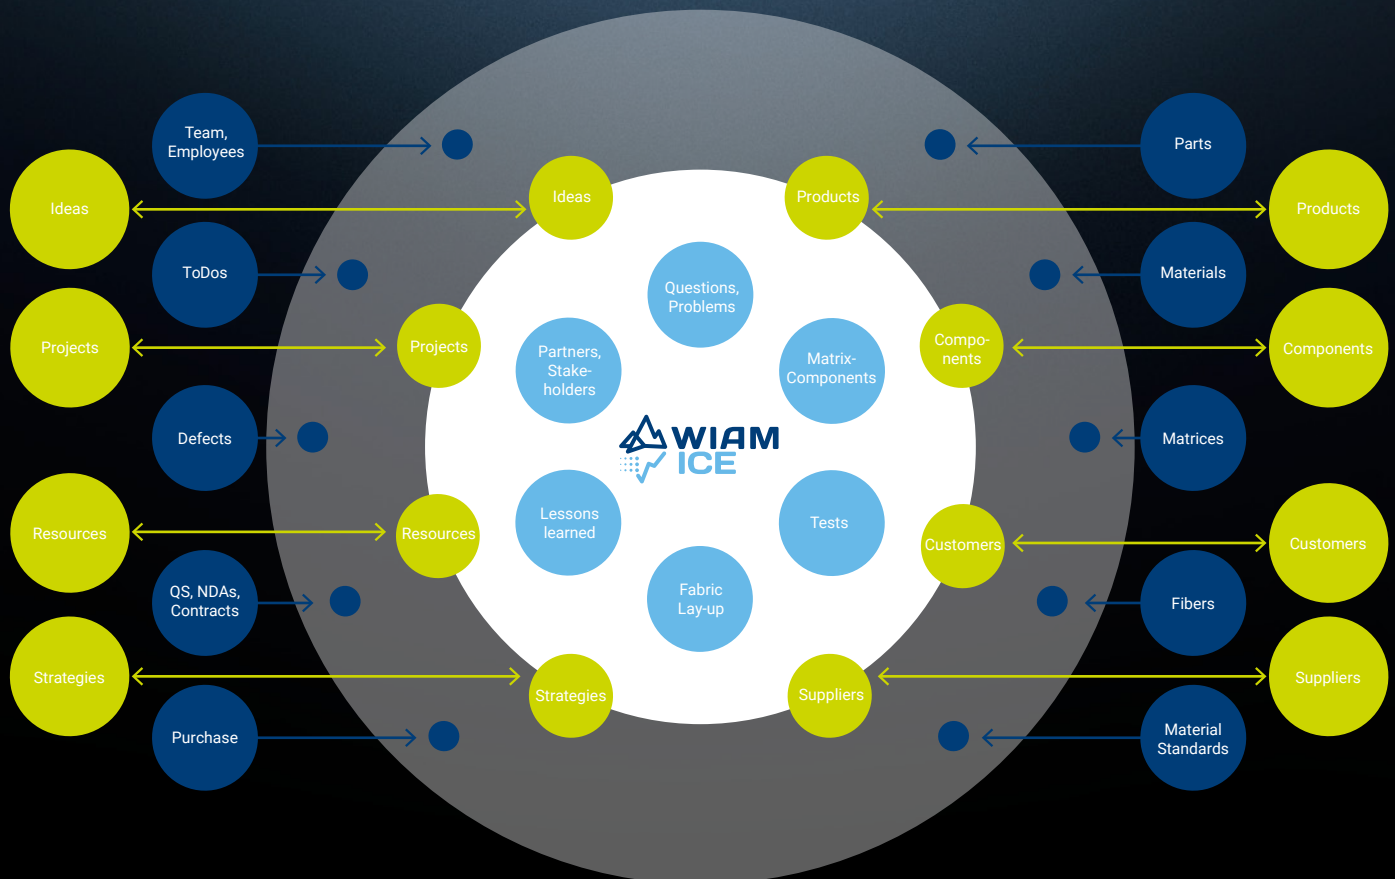 Team,
Employees
Parts
Ideas
Ideas
Products
Products
ToDos
Materials
Questions,
Problems
Projects
Projects
Partners,
Stake-
holders
Matrix-
Components
Compo-
nents
Components
Defects
WIAM
ICE
Matrices
Resources
Resources
Lessons
learned
Tests
Customers
Customers
QS, NDAs,
Contracts
Fabric
Lay-up
Fibers
Strategies
Strategies
Suppliers
Suppliers
Purchase
Material
Standards